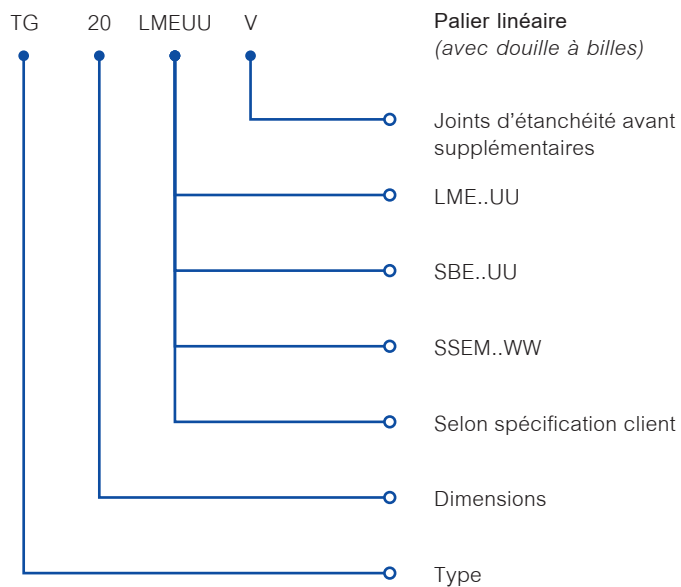 TG 20 LMEUU V
Palier linéaire
(avec douille à billes)
Joints d'étanchéité avant
supplémentaires
LME..UU
SBE..UU
SSEM..WW
Selon spécification client
Dimensions
Type